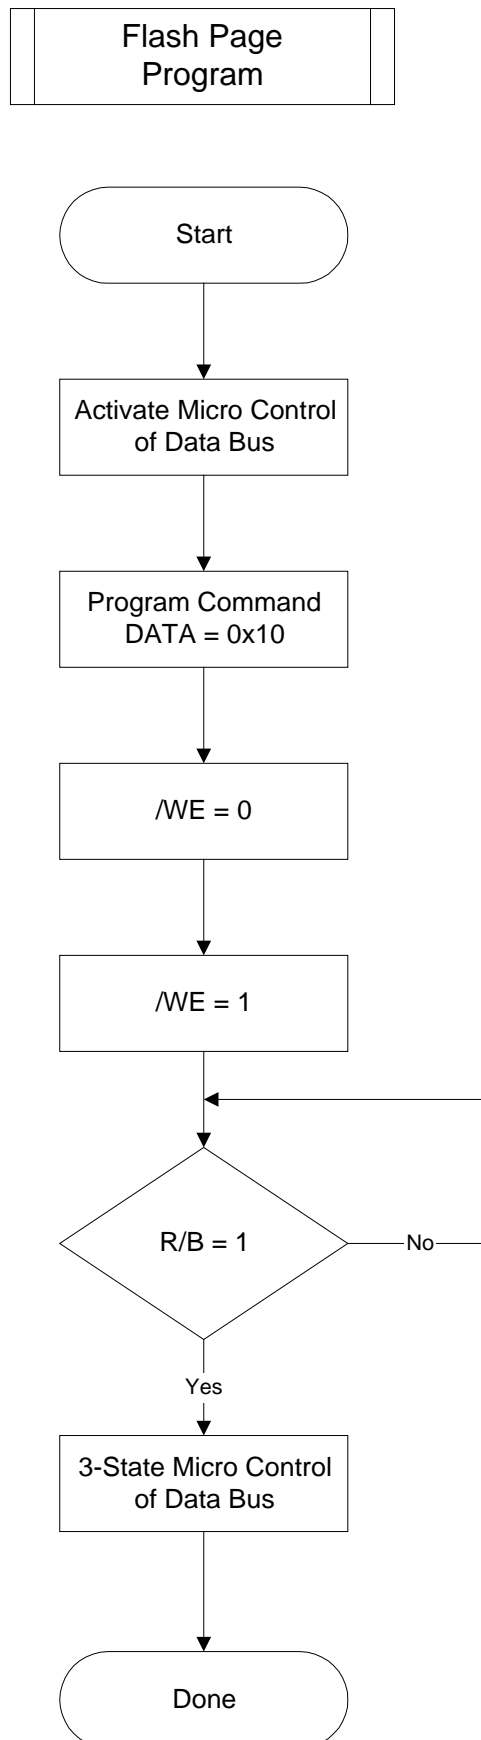 Flash Page
Program
Start
Activate Micro Control
of Data Bus
Program Command
DATA = 0x10
/WE = 0
/WE = 1
R/B = 1
No
Yes
3-State Micro Control
of Data Bus
Done